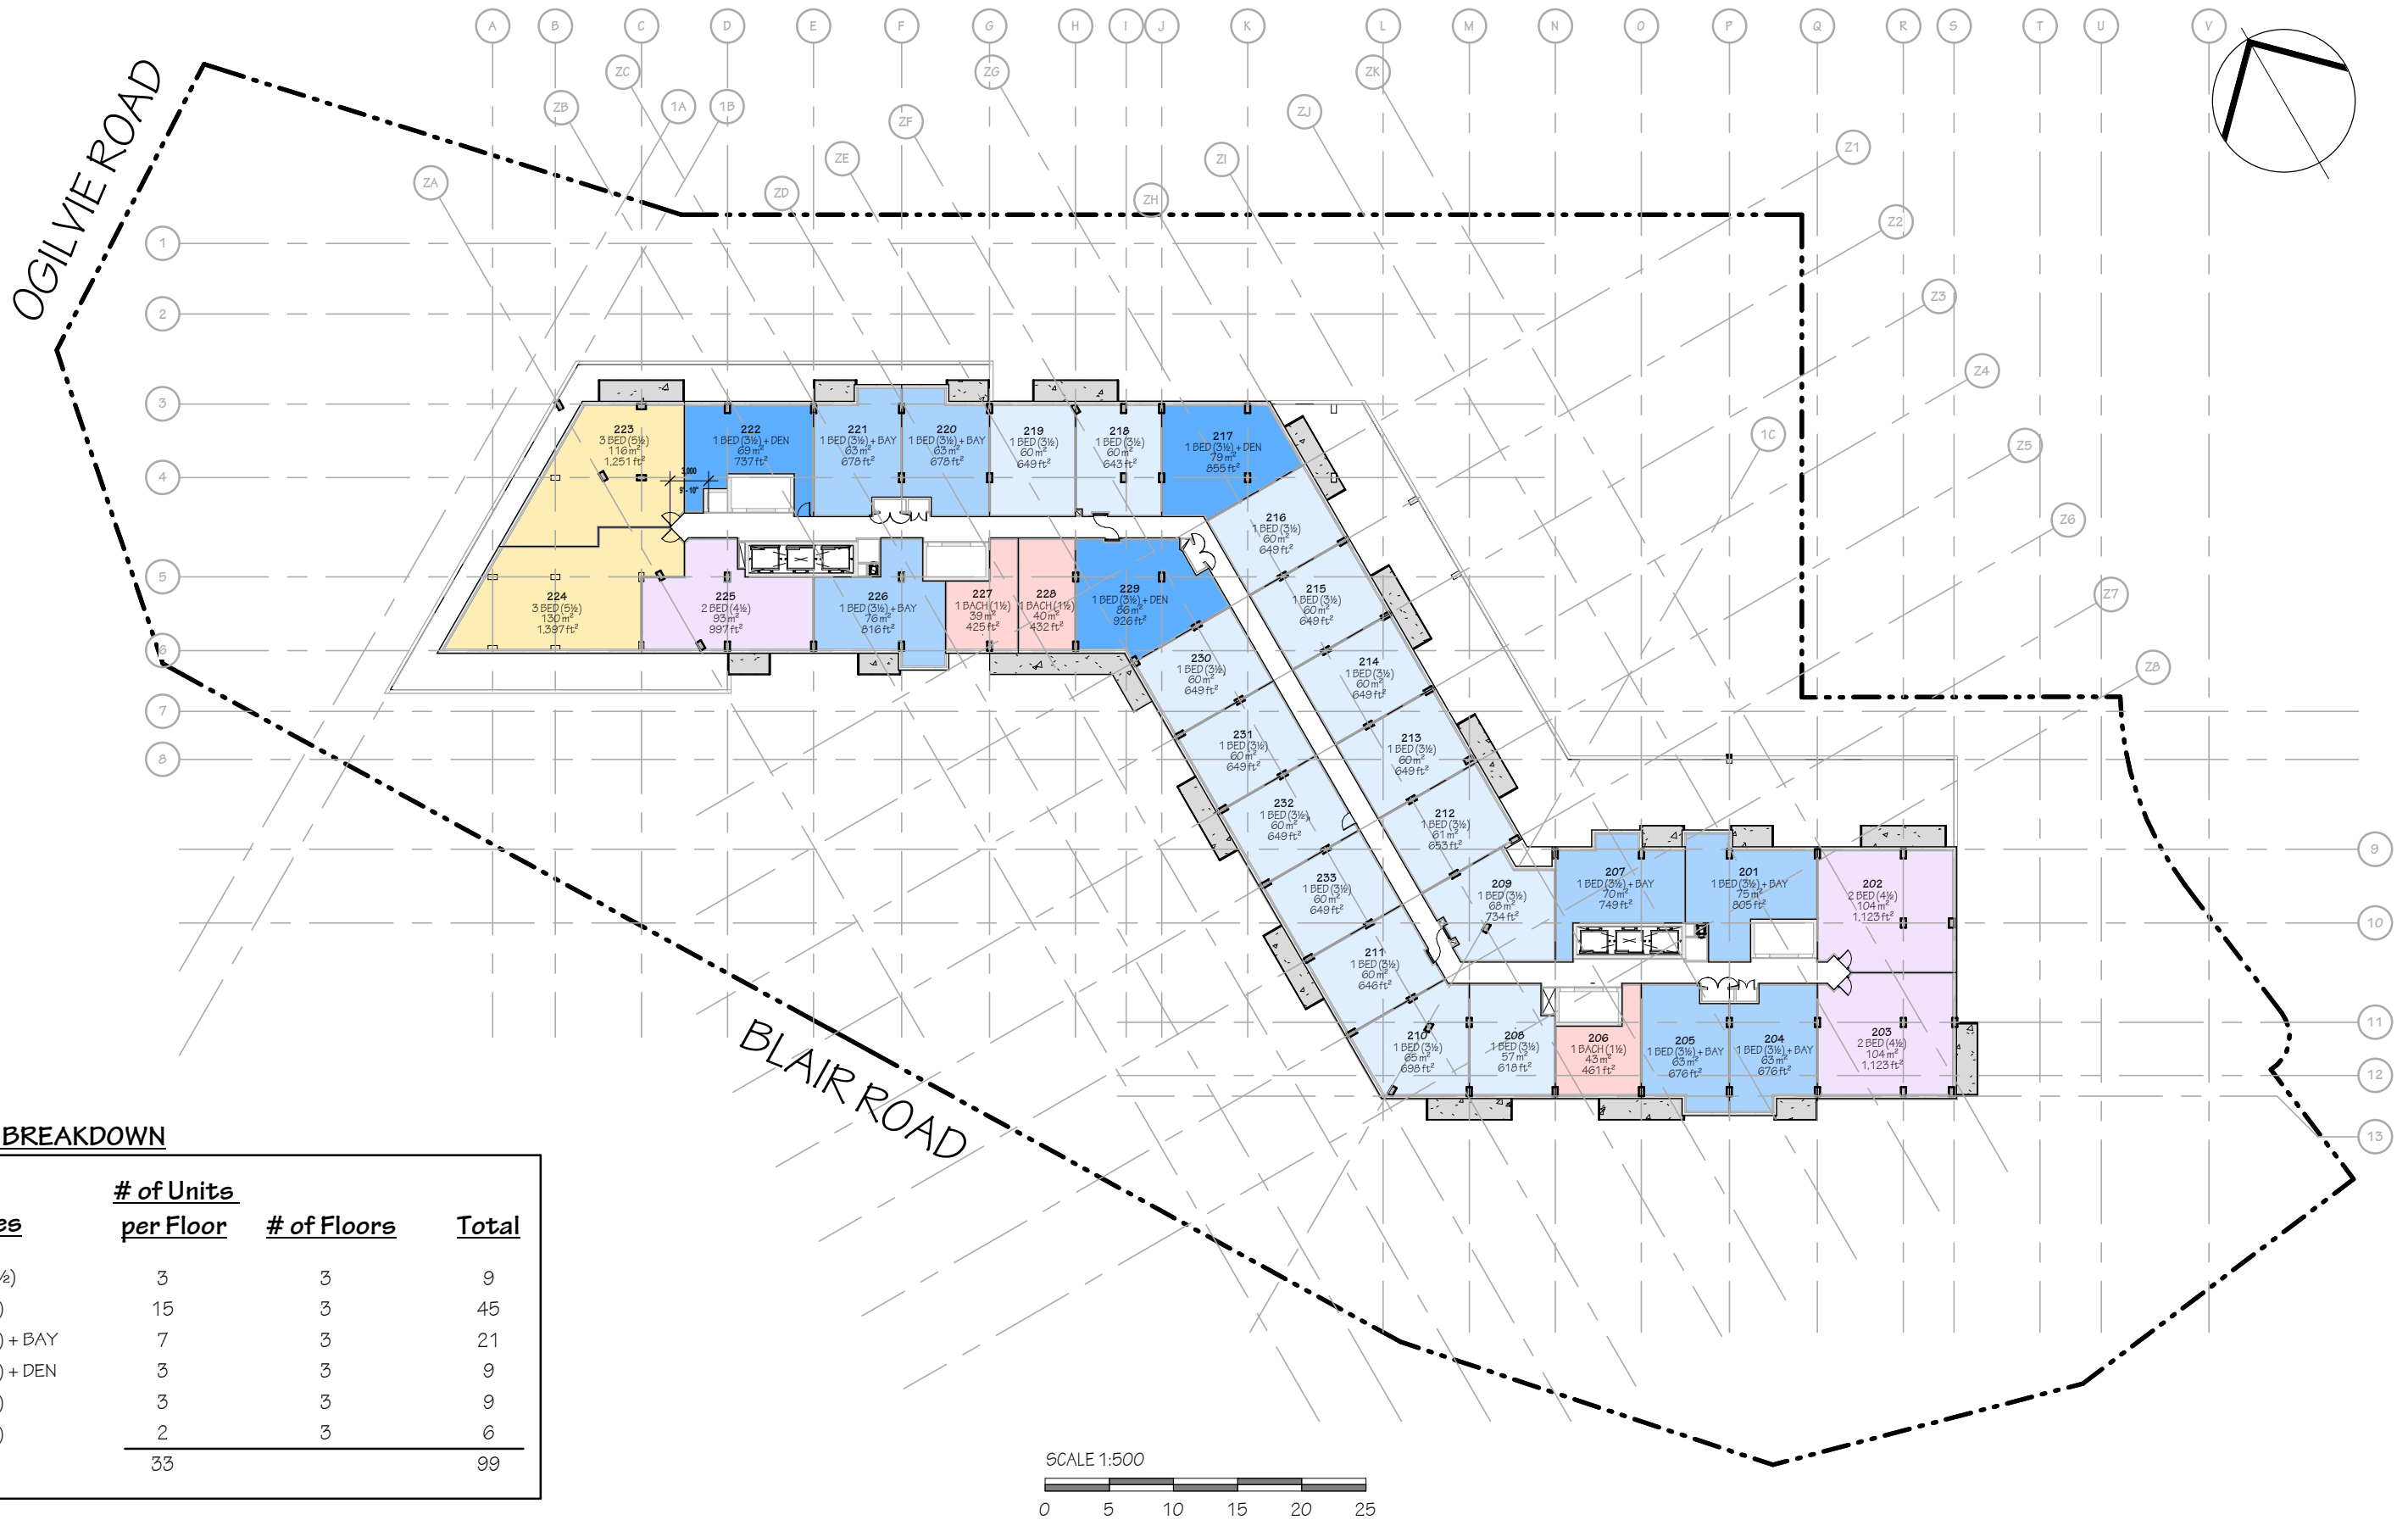 A B C D E F G H I J K L M N O P Q R S T U V
ZC
ZG
ZK
ZB
1A
1B
ZF
ZJ
ZE
ZI
ZA
ZD
ZH
Z1
Z2
Z3
Z4
1C
Z5
Z6
Z7
Z8
1
2
3
4
5
6
7
8
9
10
11
12
13
OGILVIE ROAD
BLAIR ROAD
223
3 BED (5½)
116 m²
1,251 ft²
222
1 BED (3½) + DEN
69 m²
737 ft²
3,000
9'-10"
221
1 BED (3½) + BAY
63 m²
678 ft²
220
1 BED (3½) + BAY
63 m²
678 ft²
219
1 BED (3½)
60 m²
649 ft²
218
1 BED (3½)
60 m²
643 ft²
217
1 BED (3½) + DEN
79 m²
855 ft²
216
1 BED (3½)
60 m²
649 ft²
215
1 BED (3½)
60 m²
649 ft²
214
1 BED (3½)
60 m²
649 ft²
213
1 BED (3½)
60 m²
649 ft²
212
1 BED (3½)
61 m²
653 ft²
224
3 BED (5½)
130 m²
1,397 ft²
225
2 BED (4½)
93 m²
997 ft²
226
1 BED (3½) + BAY
76 m²
816 ft²
227
1 BACH (1½)
39 m²
425 ft²
228
1 BACH (1½)
40 m²
432 ft²
229
1 BED (3½) + DEN
86 m²
926 ft²
230
1 BED (3½)
60 m²
649 ft²
231
1 BED (3½)
60 m²
649 ft²
232
1 BED (3½)
60 m²
649 ft²
233
1 BED (3½)
60 m²
649 ft²
211
1 BED (3½)
60 m²
646 ft²
210
1 BED (3½)
65 m²
698 ft²
209
1 BED (3½)
68 m²
734 ft²
207
1 BED (3½) + BAY
70 m²
749 ft²
201
1 BED (3½) + BAY
75 m²
805 ft²
202
2 BED (4½)
104 m²
1,123 ft²
208
1 BED (3½)
57 m²
618 ft²
206
1 BACH (1½)
43 m²
461 ft²
205
1 BED (3½) + BAY
63 m²
676 ft²
204
1 BED (3½) + BAY
63 m²
676 ft²
203
2 BED (4½)
104 m²
1,123 ft²
BREAKDOWN
# of Units
es per Floor # of Floors Total
½) 3 3 9
) 15 3 45
) + BAY 7 3 21
) + DEN 3 3 9
) 3 3 9
) 2 3 6
33 99
SCALE 1:500
0 5 10 15 20 25